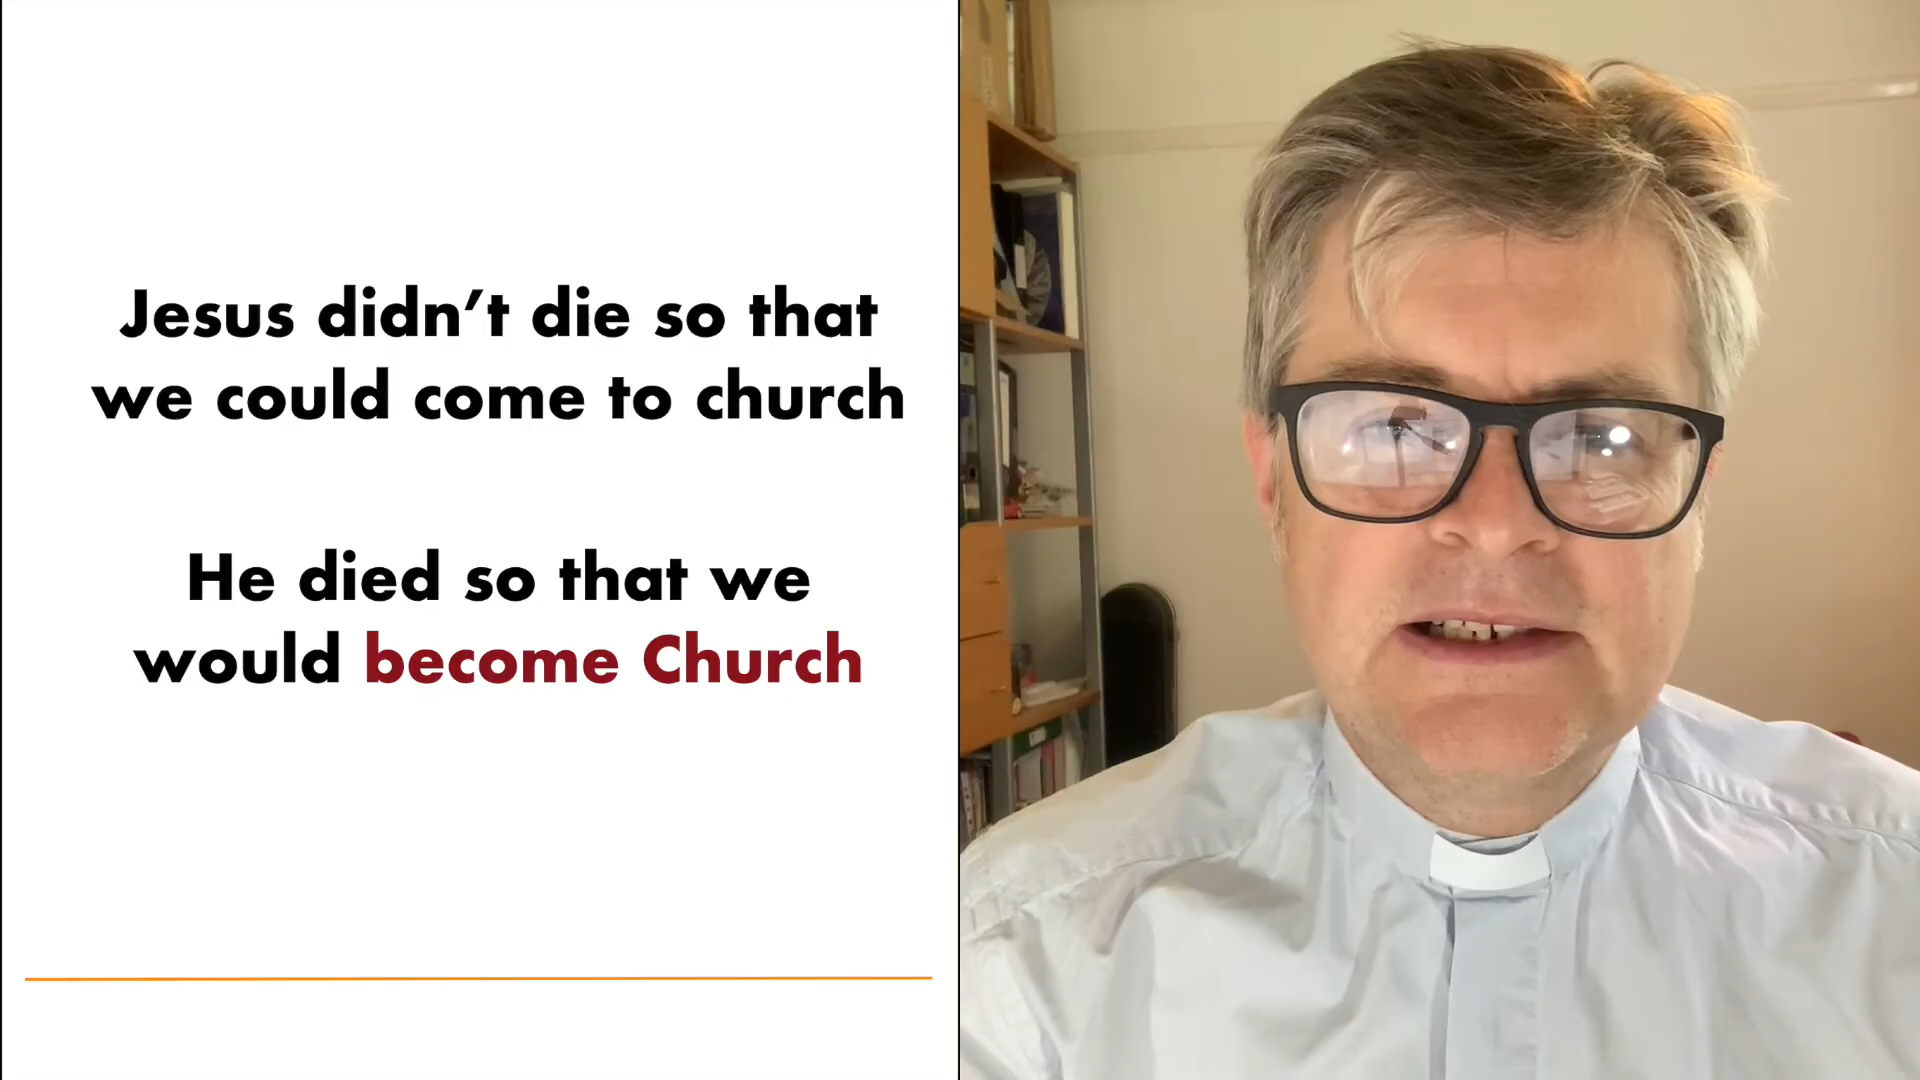 Jesus didn’t die so that
we could come to church
He died so that we
would become Church